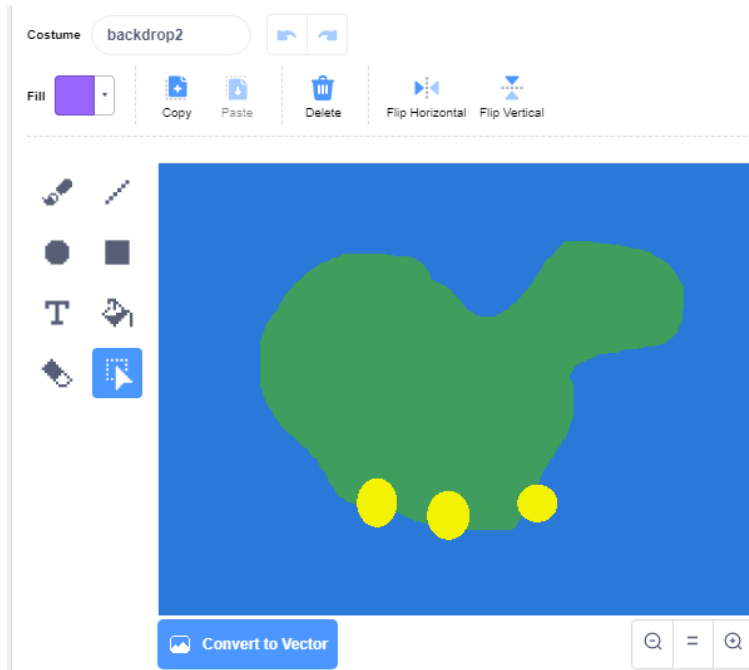 Costume backdrop2
Fill Copy Paste Delete Flip Horizontal Flip Vertical
T
Convert to Vector